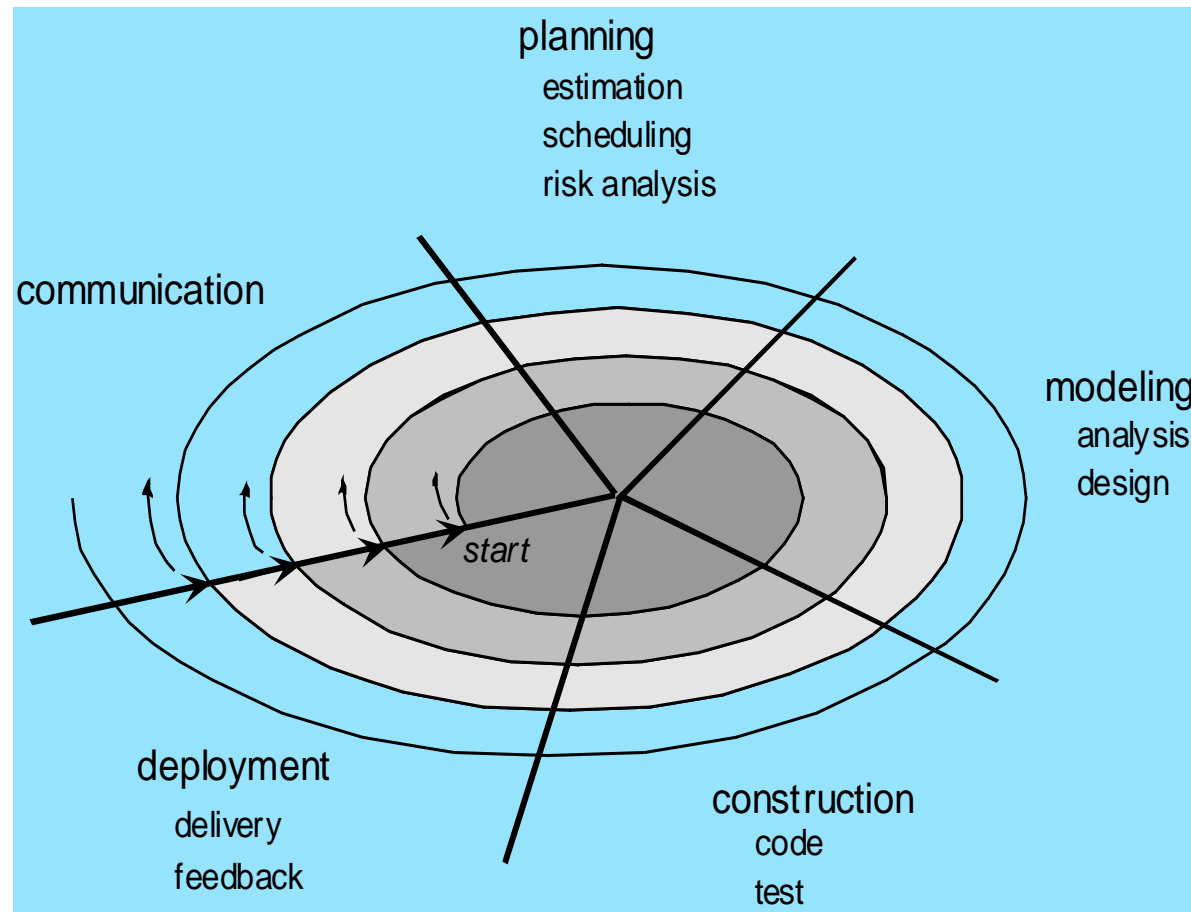 planning
estimation
scheduling
risk analysis
communication
modeling
analysis
design
start
deployment
delivery
feedback
construction
code
test